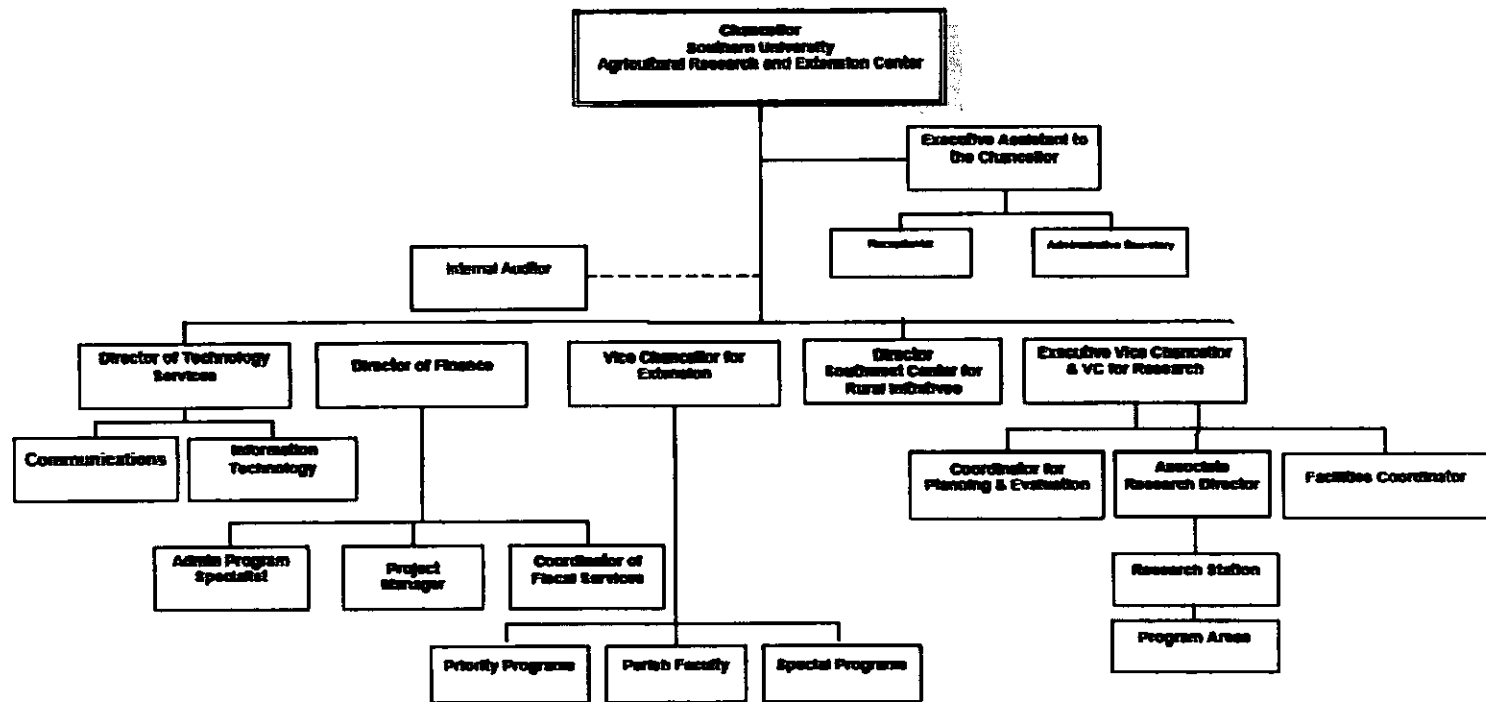 Chancellor
Southern University
Agricultural Research and Extension Center
Executive Assistant to
the Chancellor
Receptionist
Administrative Secretary
Internal Auditor
Director of Technology
Services
Director of Finance
Vice Chancellor for
Extension
Director
Southwest Center for
Rural Initiatives
Executive Vice Chancellor
& VC for Research
Communications
Information
Technology
Coordinator for
Planning & Evaluation
Associate
Research Director
Facilities Coordinator
Admin Program
Specialist
Project
Manager
Coordinator of
Fiscal Services
Research Station
Program Areas
Priority Programs
Parish Faculty
Special Programs